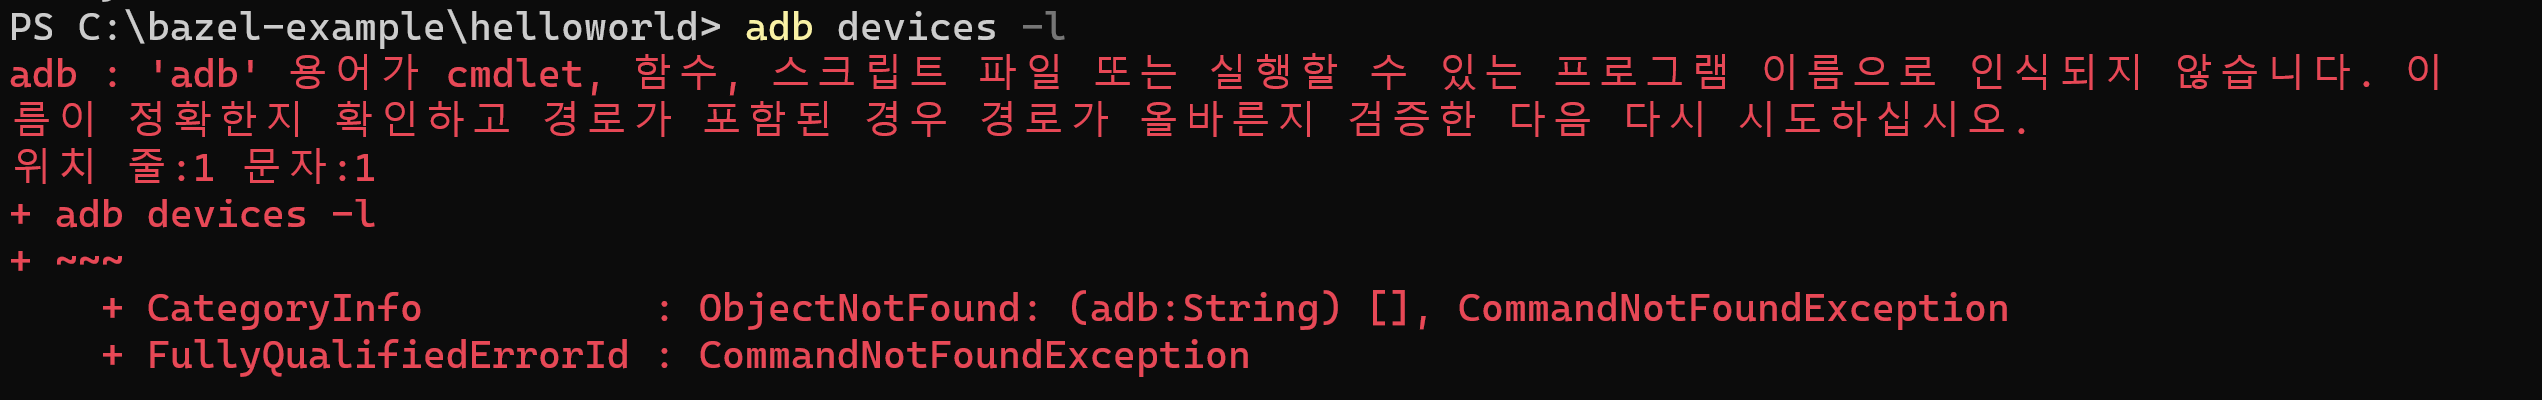 PS C:\bazel-example\helloworld> adb devices -l
adb : 'adb' 용어가 cmdlet, 함수, 스크립트 파일 또는 실행할 수 있는 프로그램 이름으로 인식되지 않습니다. 이
름이 정확한지 확인하고 경로가 포함된 경우 경로가 올바른지 검증한 다음 다시 시도하십시오.
위치 줄:1 문자:1
+ adb devices -l
+ ~~~
    + CategoryInfo          : ObjectNotFound: (adb:String) [], CommandNotFoundException
    + FullyQualifiedErrorId : CommandNotFoundException